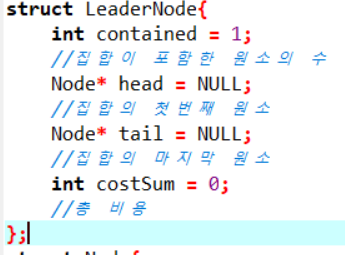 struct LeaderNode{
int contained = 1;
//집합이 포함한 원소의 수
Node* head = NULL;
//집합의 첫번째 원소
Node* tail = NULL;
//집합의 마지막 원소
int costSum = 0;
//총 비용
};